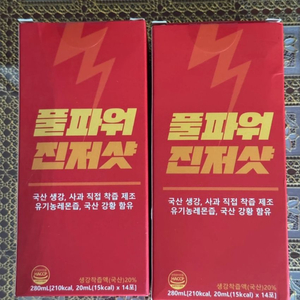 풀파워
진저샷
국산 생강, 사과 직접 착즙 제조
유기농레몬즙, 국산 강황 함유
HACCP
생강착즙액(국산)20%
280mL[210kcal, 20mL(15kcal) x 14포]
풀파워
진저샷
국산 생강, 사과 직접 착즙 제조
유기농레몬즙, 국산 강황 함유
HACCP
생강착즙액(국산)20%
280mL[210kcal, 20mL(15kcal) x 14포]